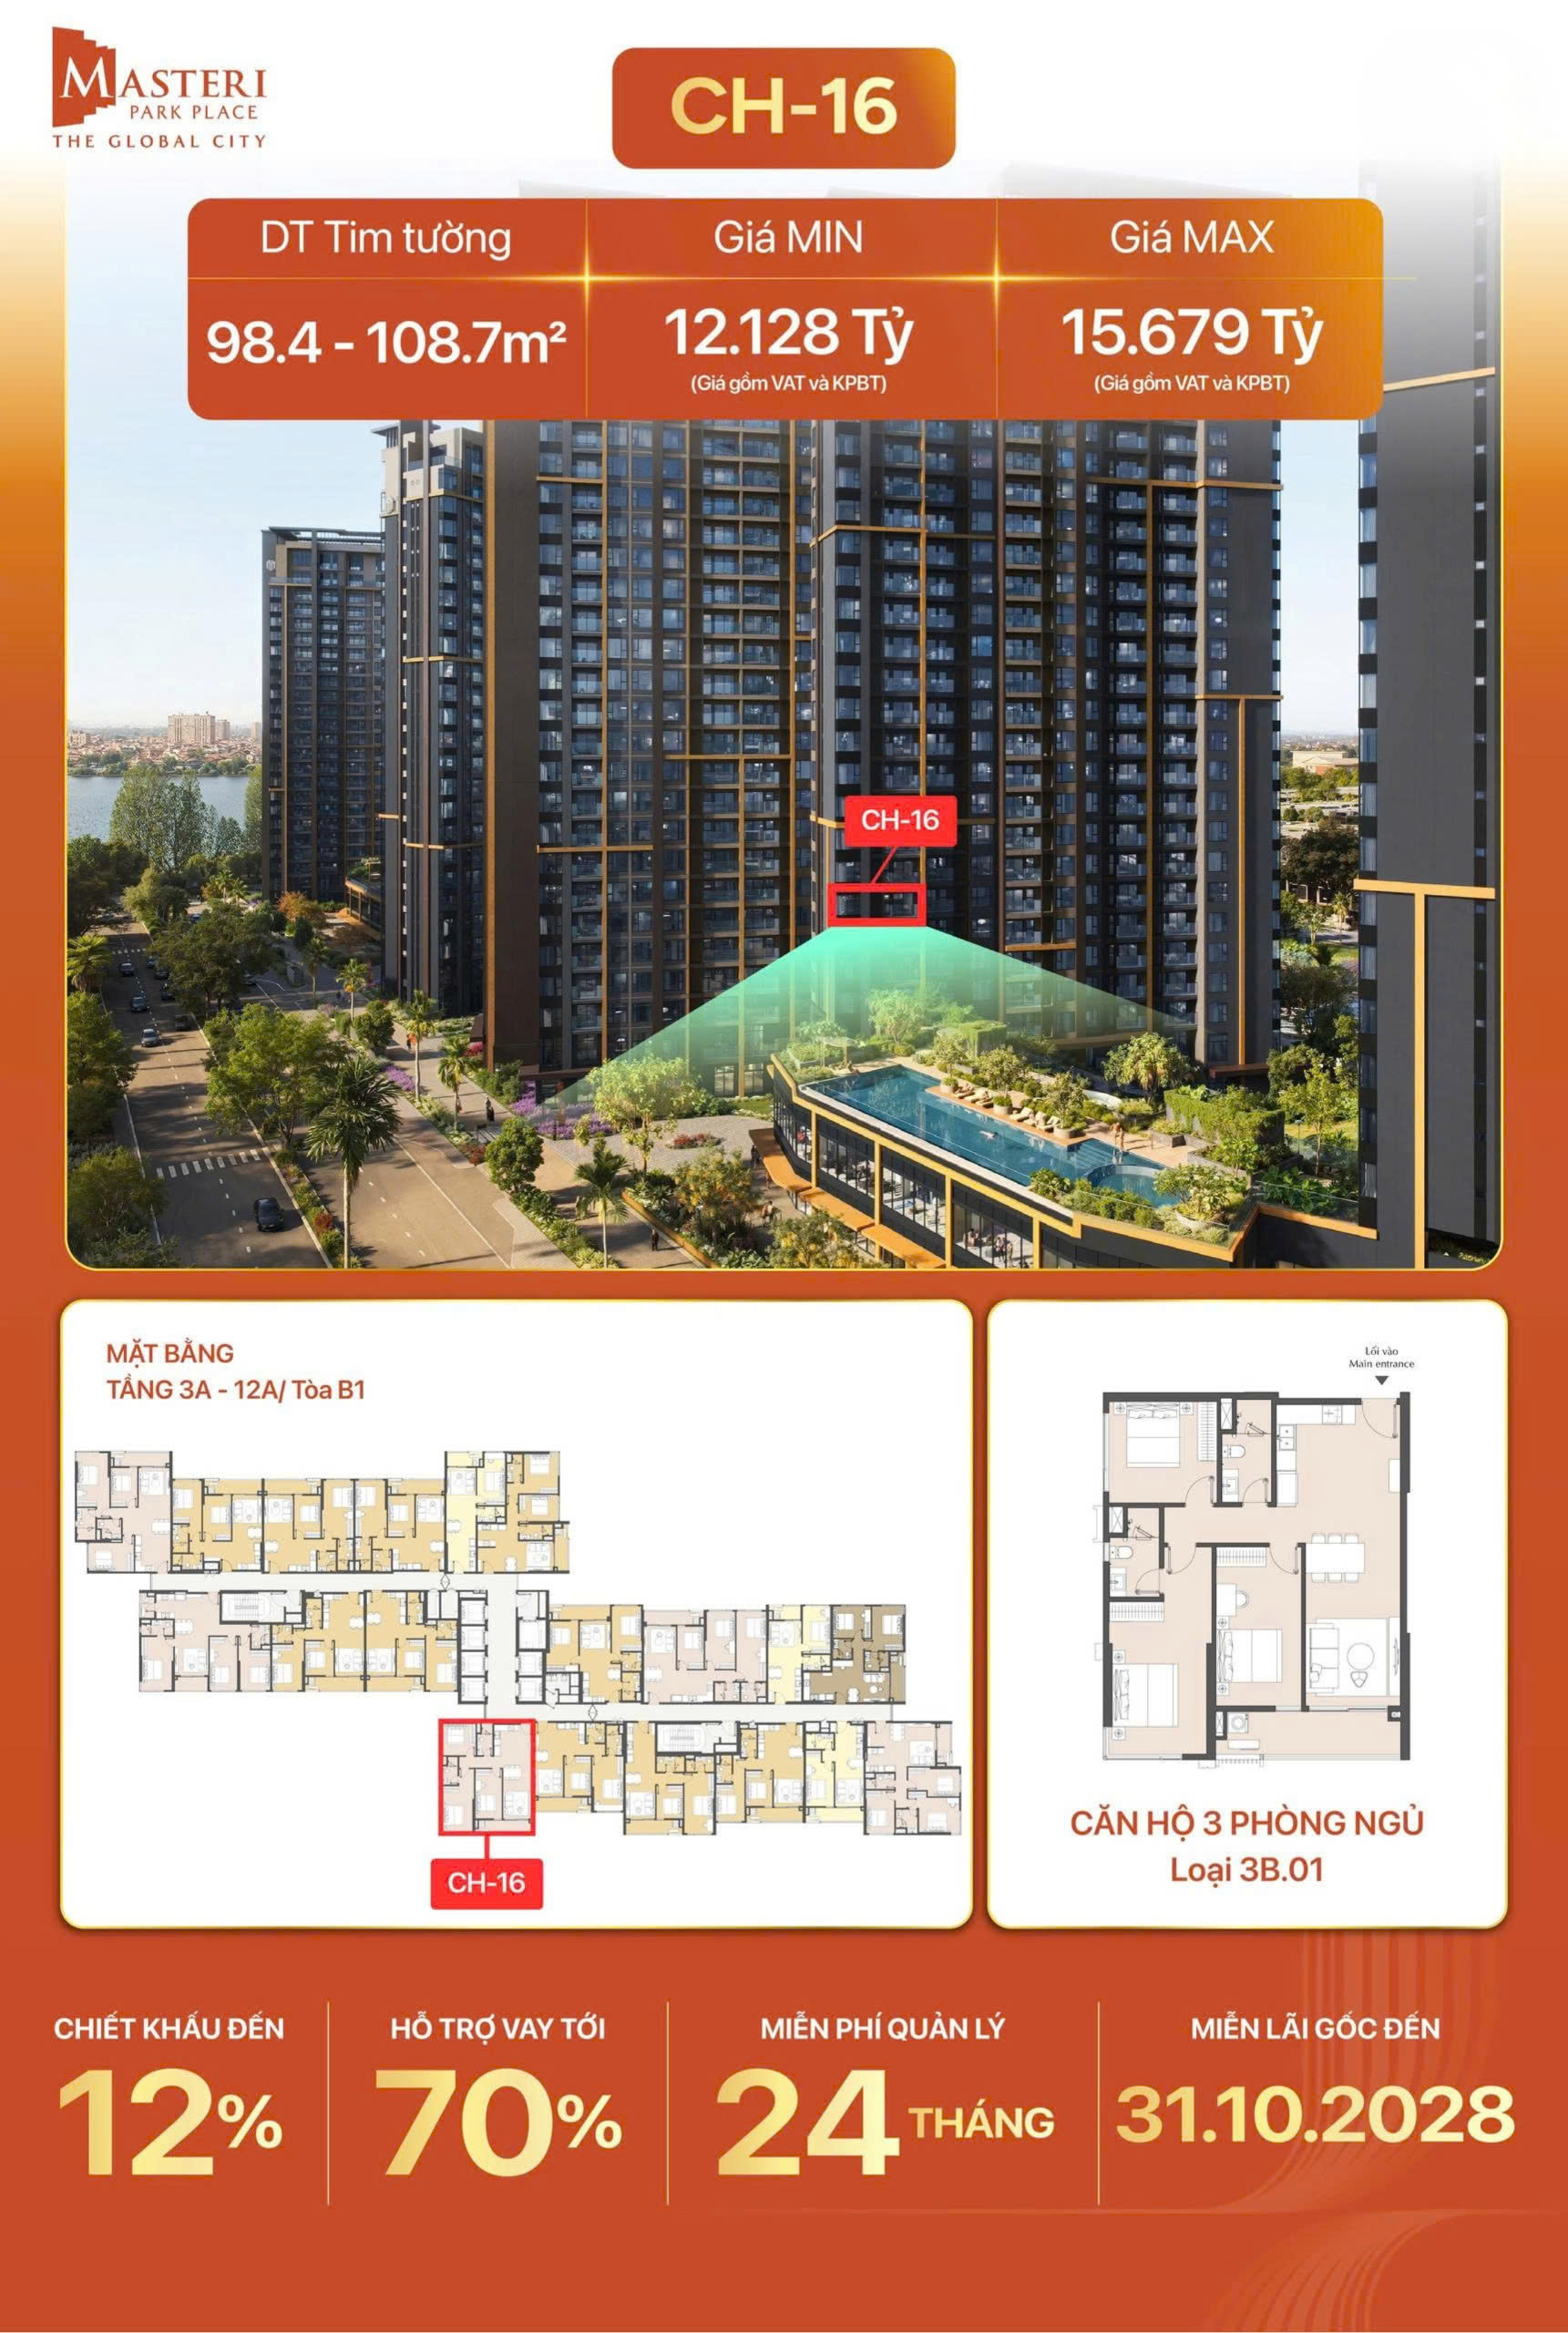 MASTERI
PARK PLACE
THE GLOBAL CITY
CH-16
DT Tim tường
Giá MIN
Giá MAX
98.4 - 108.7m²
12.128 Tỷ
(Giá gồm VAT và KPBT)
15.679 Tỷ
(Giá gồm VAT và KPBT)
CH-16
MẶT BẰNG
TẦNG 3A - 12A/ Tòa B1
CH-16
Lối vào
Main entrance
CĂN HỘ 3 PHÒNG NGỦ
Loại 3B.01
CHIẾT KHẤU ĐẾN
12%
HỖ TRỢ VAY TỚI
70%
MIỄN PHÍ QUẢN LÝ
24 THÁNG
MIỄN LÃI GỐC ĐẾN
31.10.2028